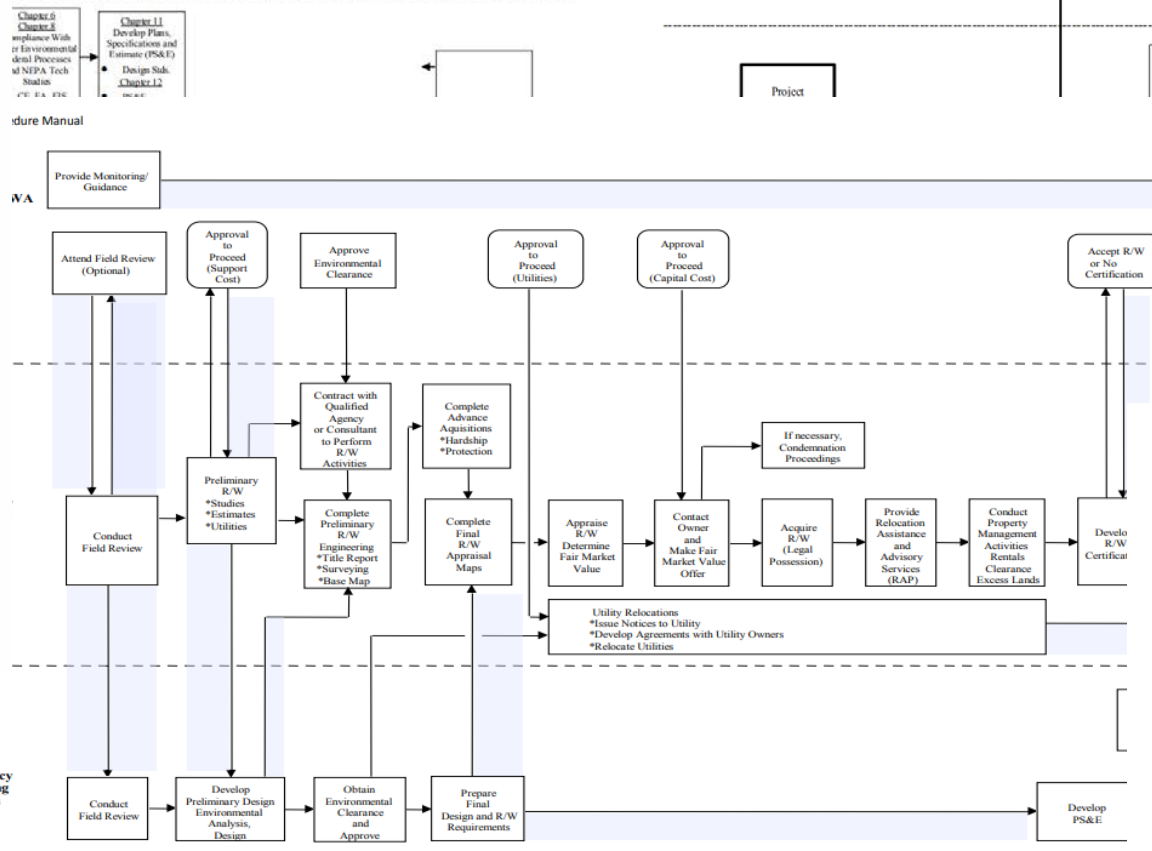 Chapter 6
Chapter 8
Compliance With
Environmental
Processes
NEPA Tech
Studies
CE, EA, EIS
Chapter 11
Develop Plans,
Specifications and
Estimate (PS&E)
• Design Stds.
Chapter 12
PS&E
Project
edure Manual
Provide Monitoring/
Guidance
WA
Attend Field Review
(Optional)
Approval
to
Proceed
(Support
Cost)
Approve
Environmental
Clearance
Approval
to
Proceed
(Utilities)
Approval
to
Proceed
(Capital Cost)
Accept R/W
or No
Certification
Contract with
Qualified
Agency
or Consultant
to Perform
R/W
Activities
Complete
Advance
Aquisitions
*Hardship
*Protection
If necessary,
Condemnation
Proceedings
Preliminary
R/W
*Studies
*Estimates
*Utilities
Conduct
Field Review
Complete
Preliminary
R/W
Engineering
*Title Report
*Surveying
*Base Map
Complete
Final
R/W
Appraisal
Maps
Appraise
R/W
Determine
Fair Market
Value
Contact
Owner
and
Make Fair
Market Value
Offer
Acquire
R/W
(Legal
Possession)
Provide
Relocation
Assistance
and
Advisory
Services
(RAP)
Conduct
Property
Management
Activities
Rentals
Clearance
Excess Lands
Develo
R/W
Certificat
Utility Relocations
*Issue Notices to Utility
*Develop Agreements with Utility Owners
*Relocate Utilities
cy
g
Conduct
Field Review
Develop
Preliminary Design
Environmental
Analysis,
Design
Obtain
Environmental
Clearance
and
Approve
Prepare
Final
Design and R/W
Requirements
Develop
PS&E